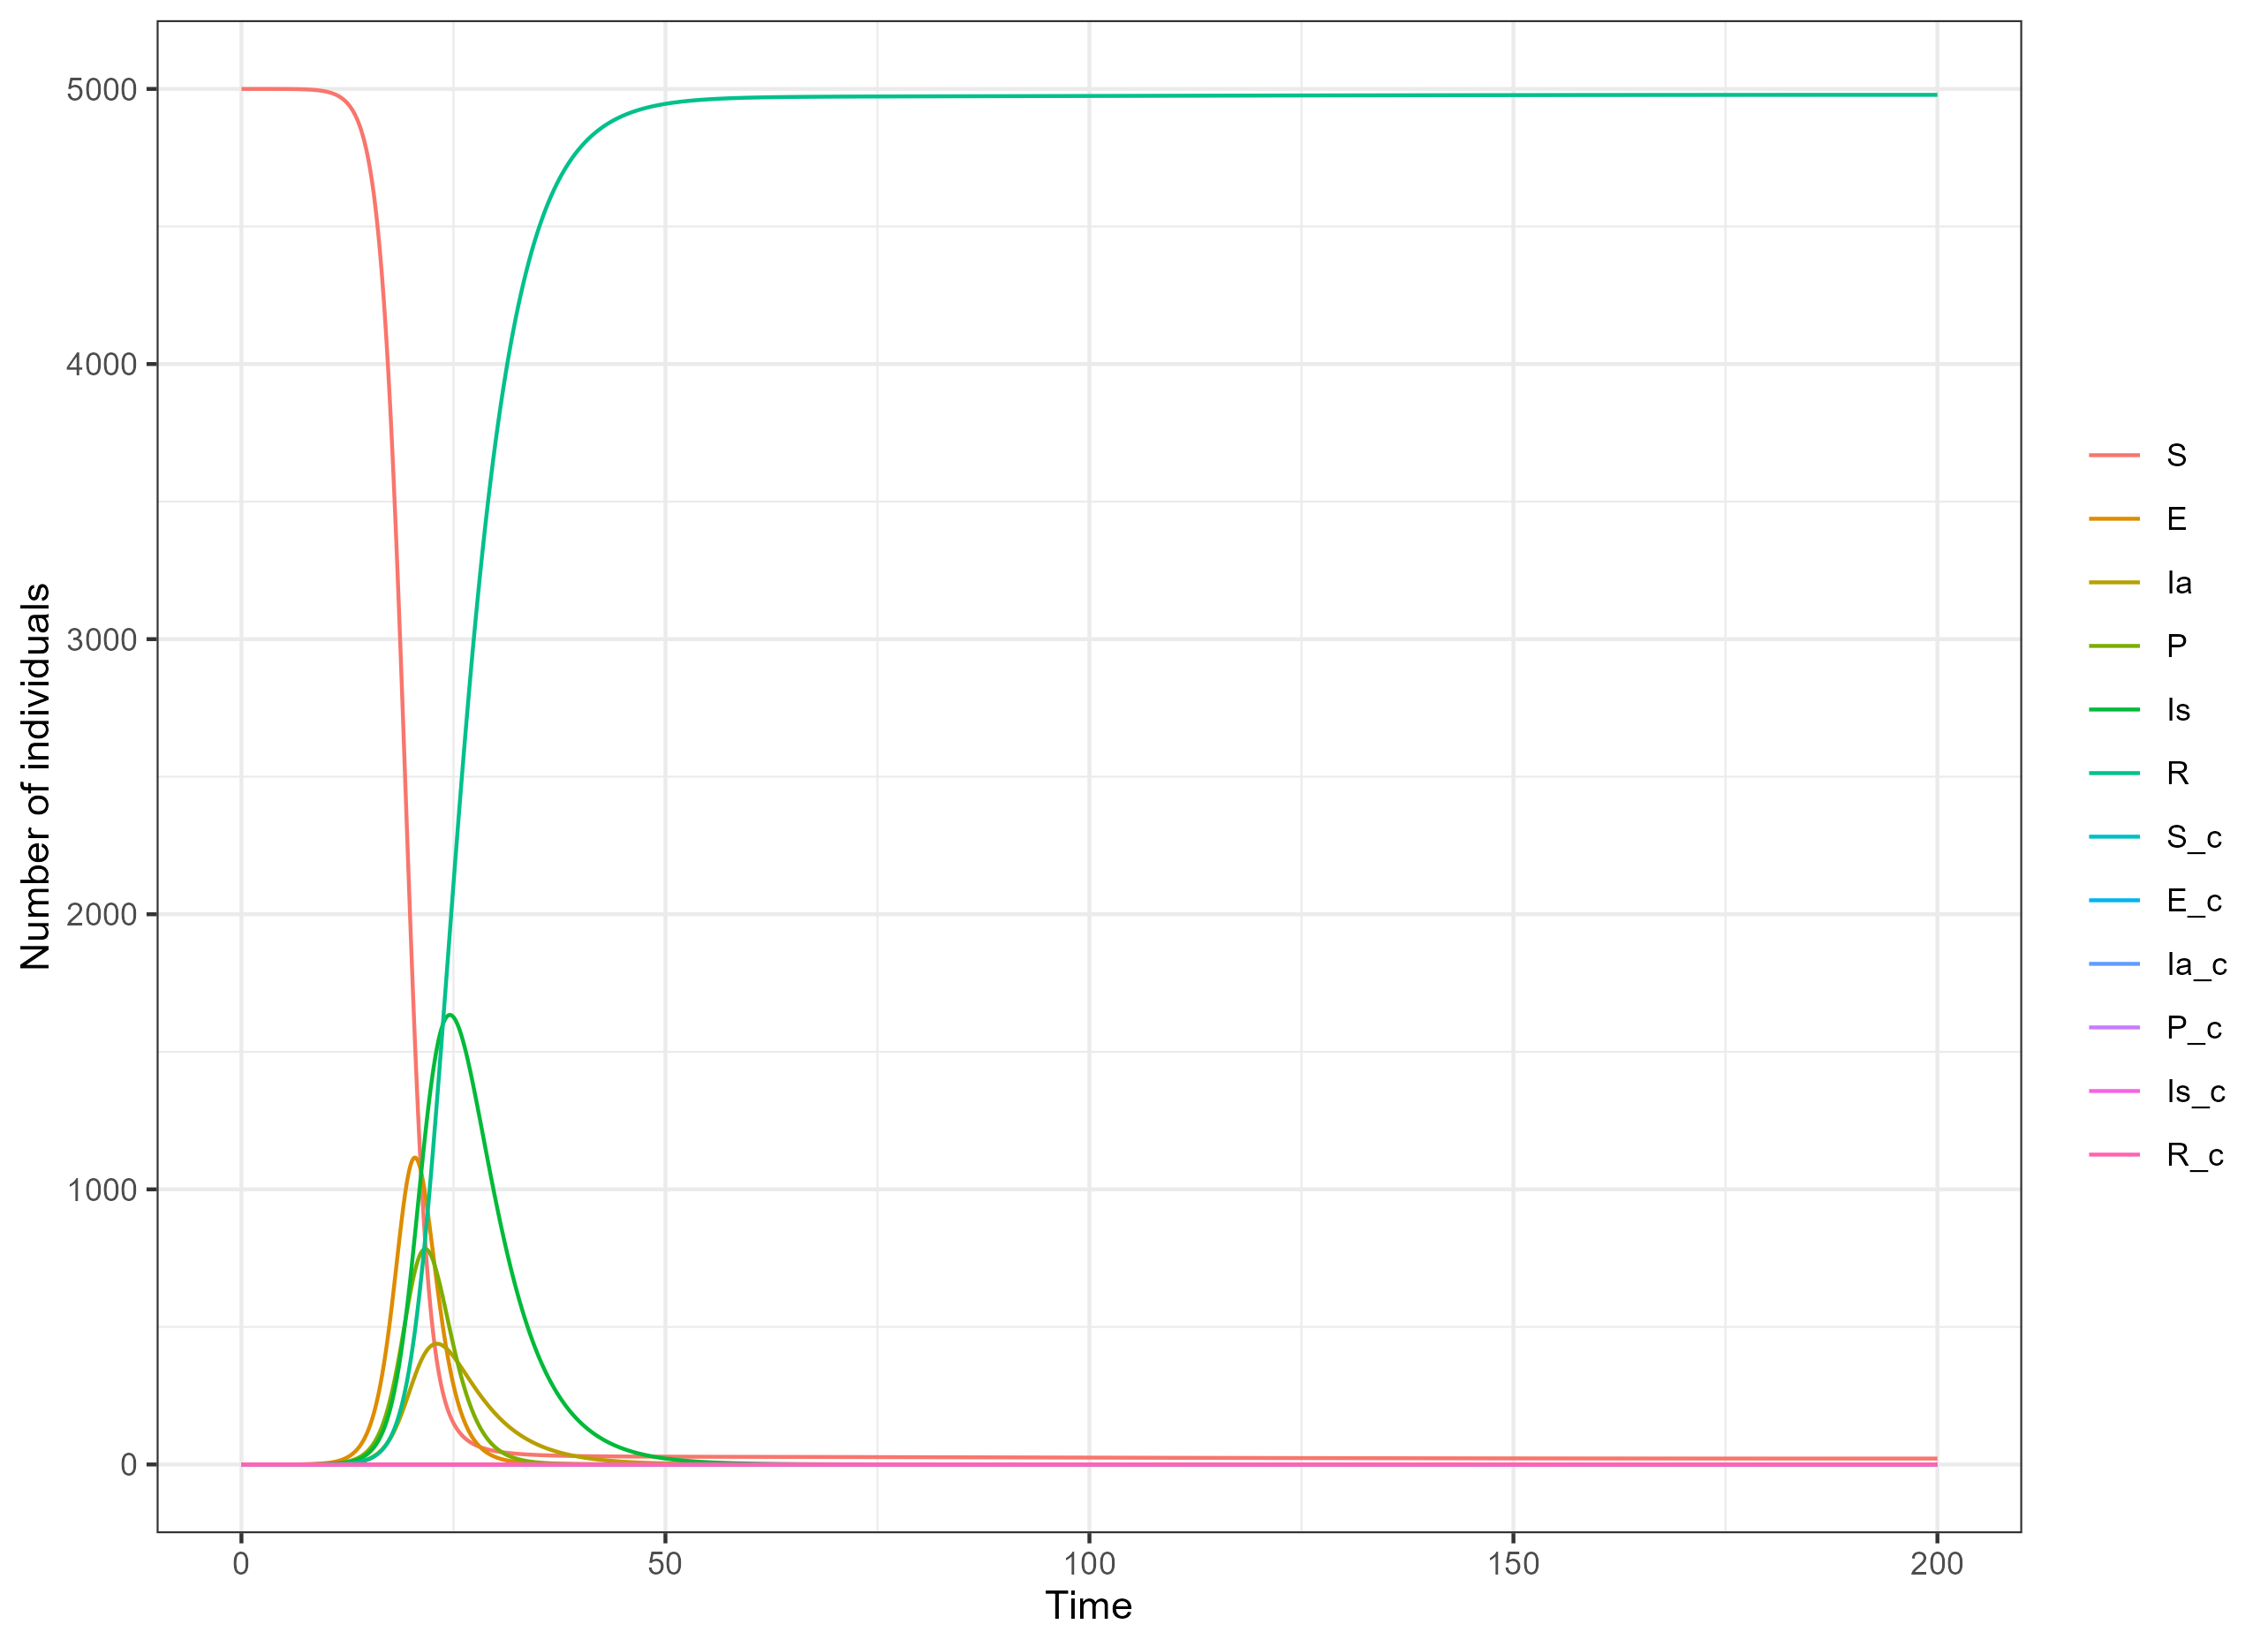 Number of individuals
5000
4000
3000
2000
1000
0
0
50
100
150
200
Time
S
E
Ia
P
Is
R
S_c
E_c
Ia_c
P_c
Is_c
R_c